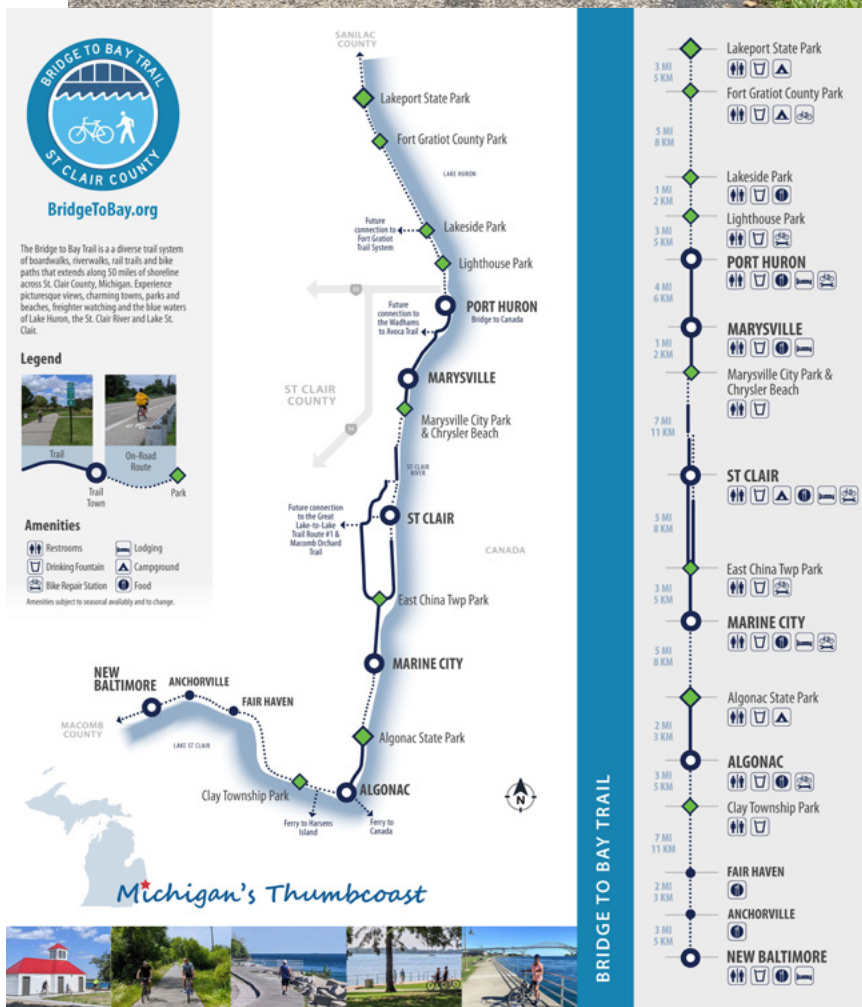 BRIDGE TO BAY TRAIL
ST CLAIR COUNTY
BridgeToBay.org
The Bridge to Bay Trail is a a diverse trail system
of boardwalks, riverwalks, rail trails and bike
paths that extends along 50 miles of shoreline
across St. Clair County, Michigan. Experience
picturesque views, charming towns, parks and
beaches, freighter watching and the blue waters
of Lake Huron, the St. Clair River and Lake St.
Clair.
Legend
Trail
On-Road
Route
Trail
Town
Park
Amenities
Restrooms
Lodging
Drinking Fountain
Campground
Bike Repair Station
Food
Amenities subject to seasonal availably and to change.
SANILAC
COUNTY
Lakeport State Park
Fort Gratiot County Park
LAKE HURON
Future
connection to
Fort Gratiot
Trail System
Lakeside Park
Lighthouse Park
69
PORT HURON
Bridge to Canada
Future
connection to
the Wadhams
to Avoca Trail
MARYSVILLE
ST CLAIR
COUNTY
94
Marysville City Park
& Chrysler Beach
ST CLAIR
RIVER
Future connection
to the Great
Lake-to-Lake
Trail Route #1 &
Macomb Orchard
Trail
ST CLAIR
CANADA
East China Twp Park
MARINE CITY
NEW
BALTIMORE
ANCHORVILLE
FAIR HAVEN
MACOMB
COUNTY
LAKE ST CLAIR
Algonac State Park
Clay Township Park
ALGONAC
Ferry to Harsens
Island
Ferry to
Canada
N
Michigan's Thumbcoast
BRIDGE TO BAY TRAIL
Lakeport State Park
3 MI
5 KM
Fort Gratiot County Park
5 MI
8 KM
Lakeside Park
1 MI
2 KM
Lighthouse Park
3 MI
5 KM
PORT HURON
4 MI
6 KM
MARYSVILLE
1 MI
2 KM
Marysville City Park &
Chrysler Beach
7 MI
11 KM
ST CLAIR
5 MI
8 KM
East China Twp Park
3 MI
5 KM
MARINE CITY
5 MI
8 KM
Algonac State Park
2 MI
3 KM
ALGONAC
3 MI
5 KM
Clay Township Park
7 MI
11 KM
FAIR HAVEN
2 MI
3 KM
ANCHORVILLE
3 MI
5 KM
NEW BALTIMORE